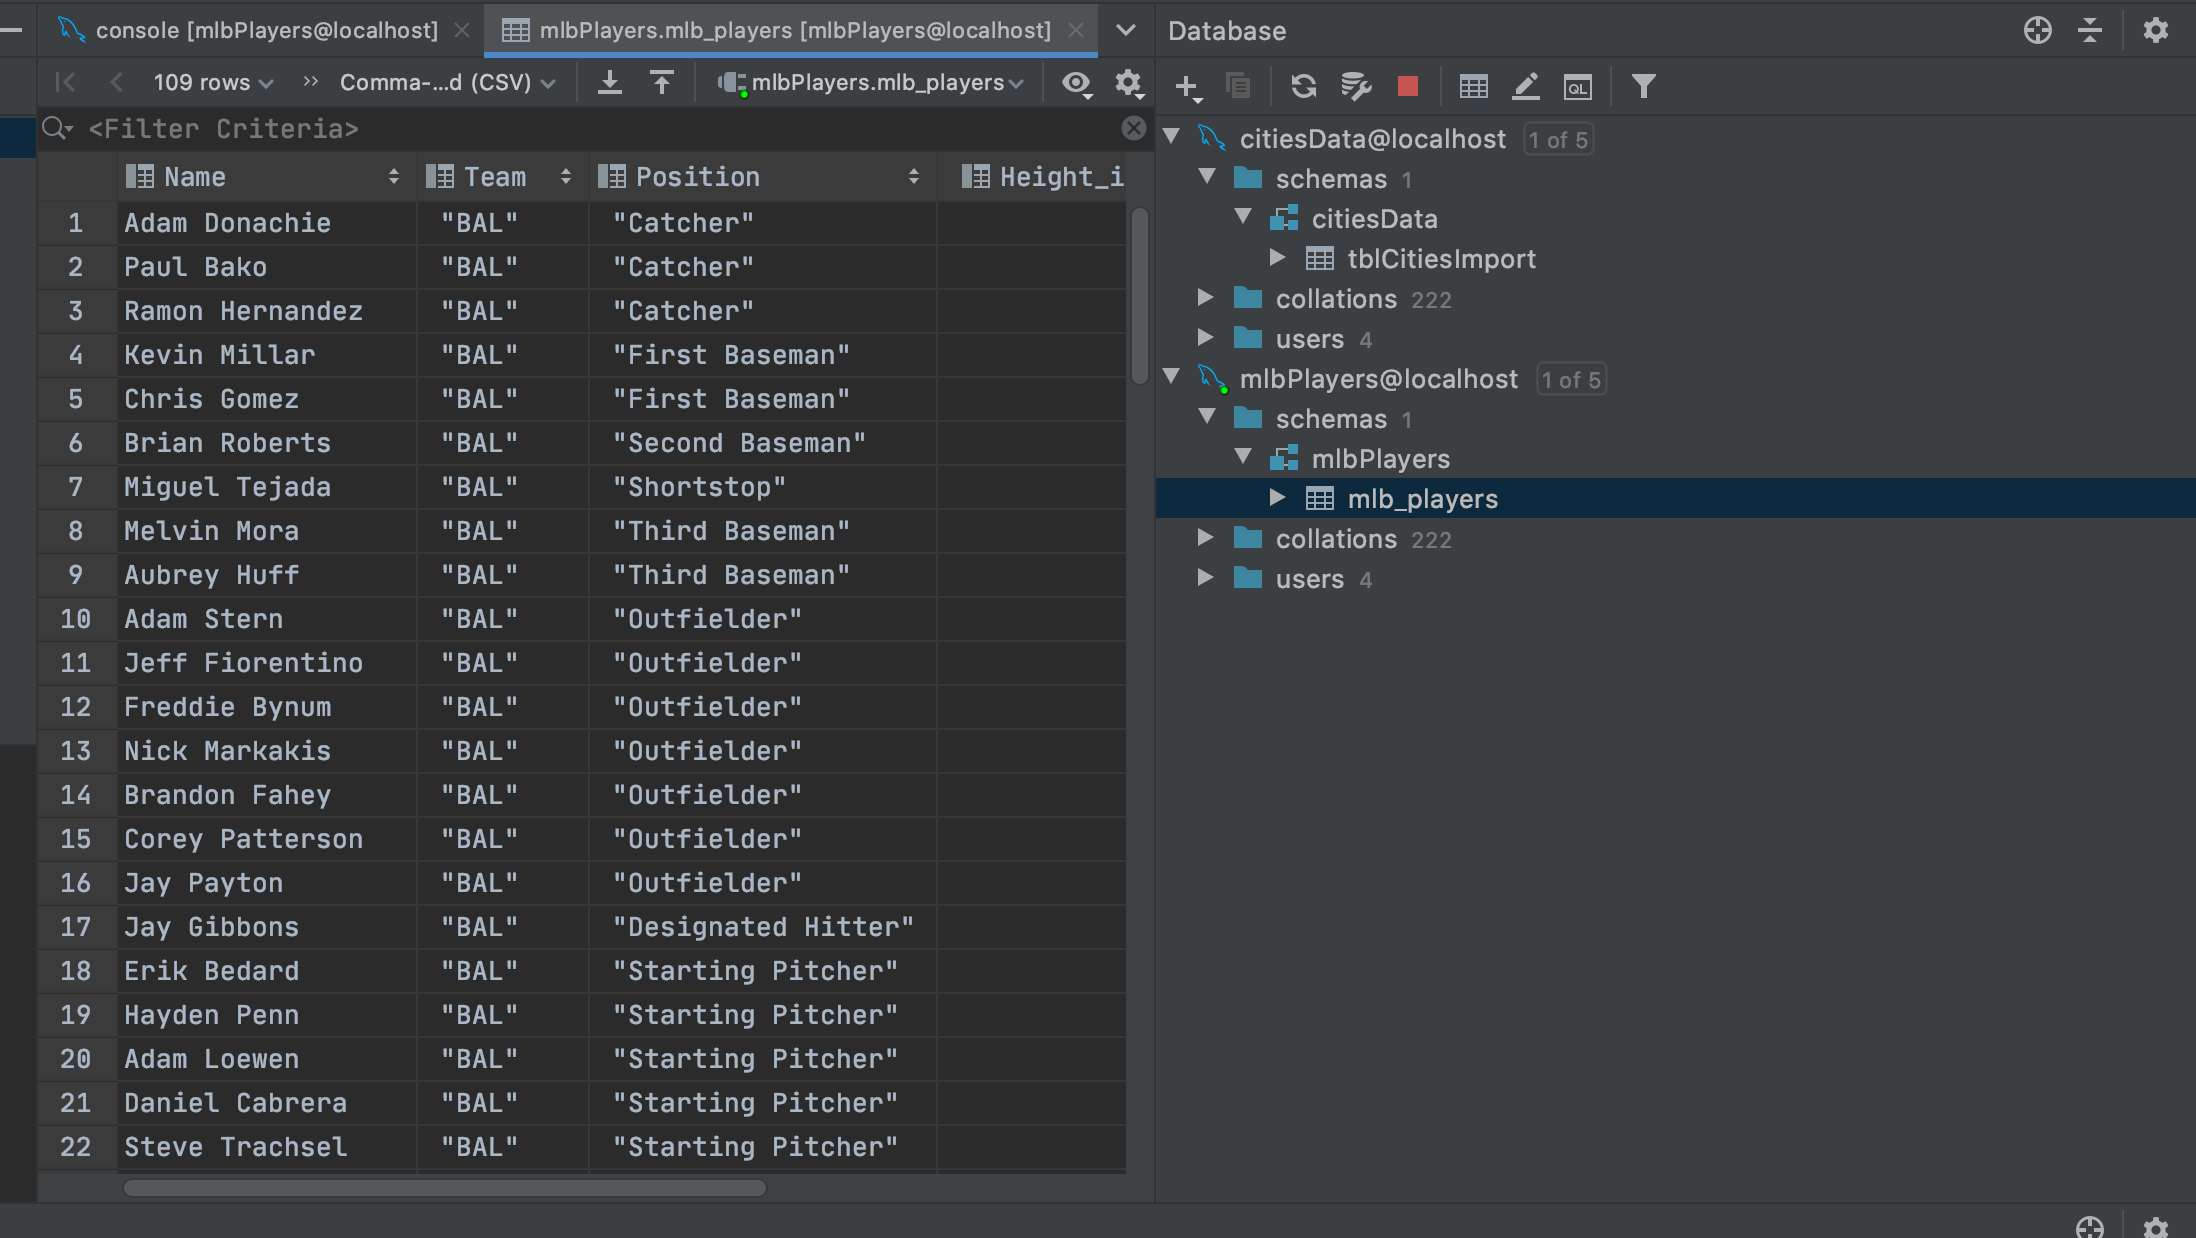 console [mlbPlayers@localhost]
mlbPlayers.mlb_players [mlbPlayers@localhost]
Database
109 rows
Comma-...d (CSV)
mlbPlayers.mlb_players
<Filter Criteria>
Name Team Position Height_i
1 Adam Donachie "BAL" "Catcher"
2 Paul Bako "BAL" "Catcher"
3 Ramon Hernandez "BAL" "Catcher"
4 Kevin Millar "BAL" "First Baseman"
5 Chris Gomez "BAL" "First Baseman"
6 Brian Roberts "BAL" "Second Baseman"
7 Miguel Tejada "BAL" "Shortstop"
8 Melvin Mora "BAL" "Third Baseman"
9 Aubrey Huff "BAL" "Third Baseman"
10 Adam Stern "BAL" "Outfielder"
11 Jeff Fiorentino "BAL" "Outfielder"
12 Freddie Bynum "BAL" "Outfielder"
13 Nick Markakis "BAL" "Outfielder"
14 Brandon Fahey "BAL" "Outfielder"
15 Corey Patterson "BAL" "Outfielder"
16 Jay Payton "BAL" "Outfielder"
17 Jay Gibbons "BAL" "Designated Hitter"
18 Erik Bedard "BAL" "Starting Pitcher"
19 Hayden Penn "BAL" "Starting Pitcher"
20 Adam Loewen "BAL" "Starting Pitcher"
21 Daniel Cabrera "BAL" "Starting Pitcher"
22 Steve Trachsel "BAL" "Starting Pitcher"
QL
citiesData@localhost 1 of 5
schemas 1
citiesData
tblCitiesImport
collations 222
users 4
mlbPlayers@localhost 1 of 5
schemas 1
mlbPlayers
mlb_players
collations 222
users 4